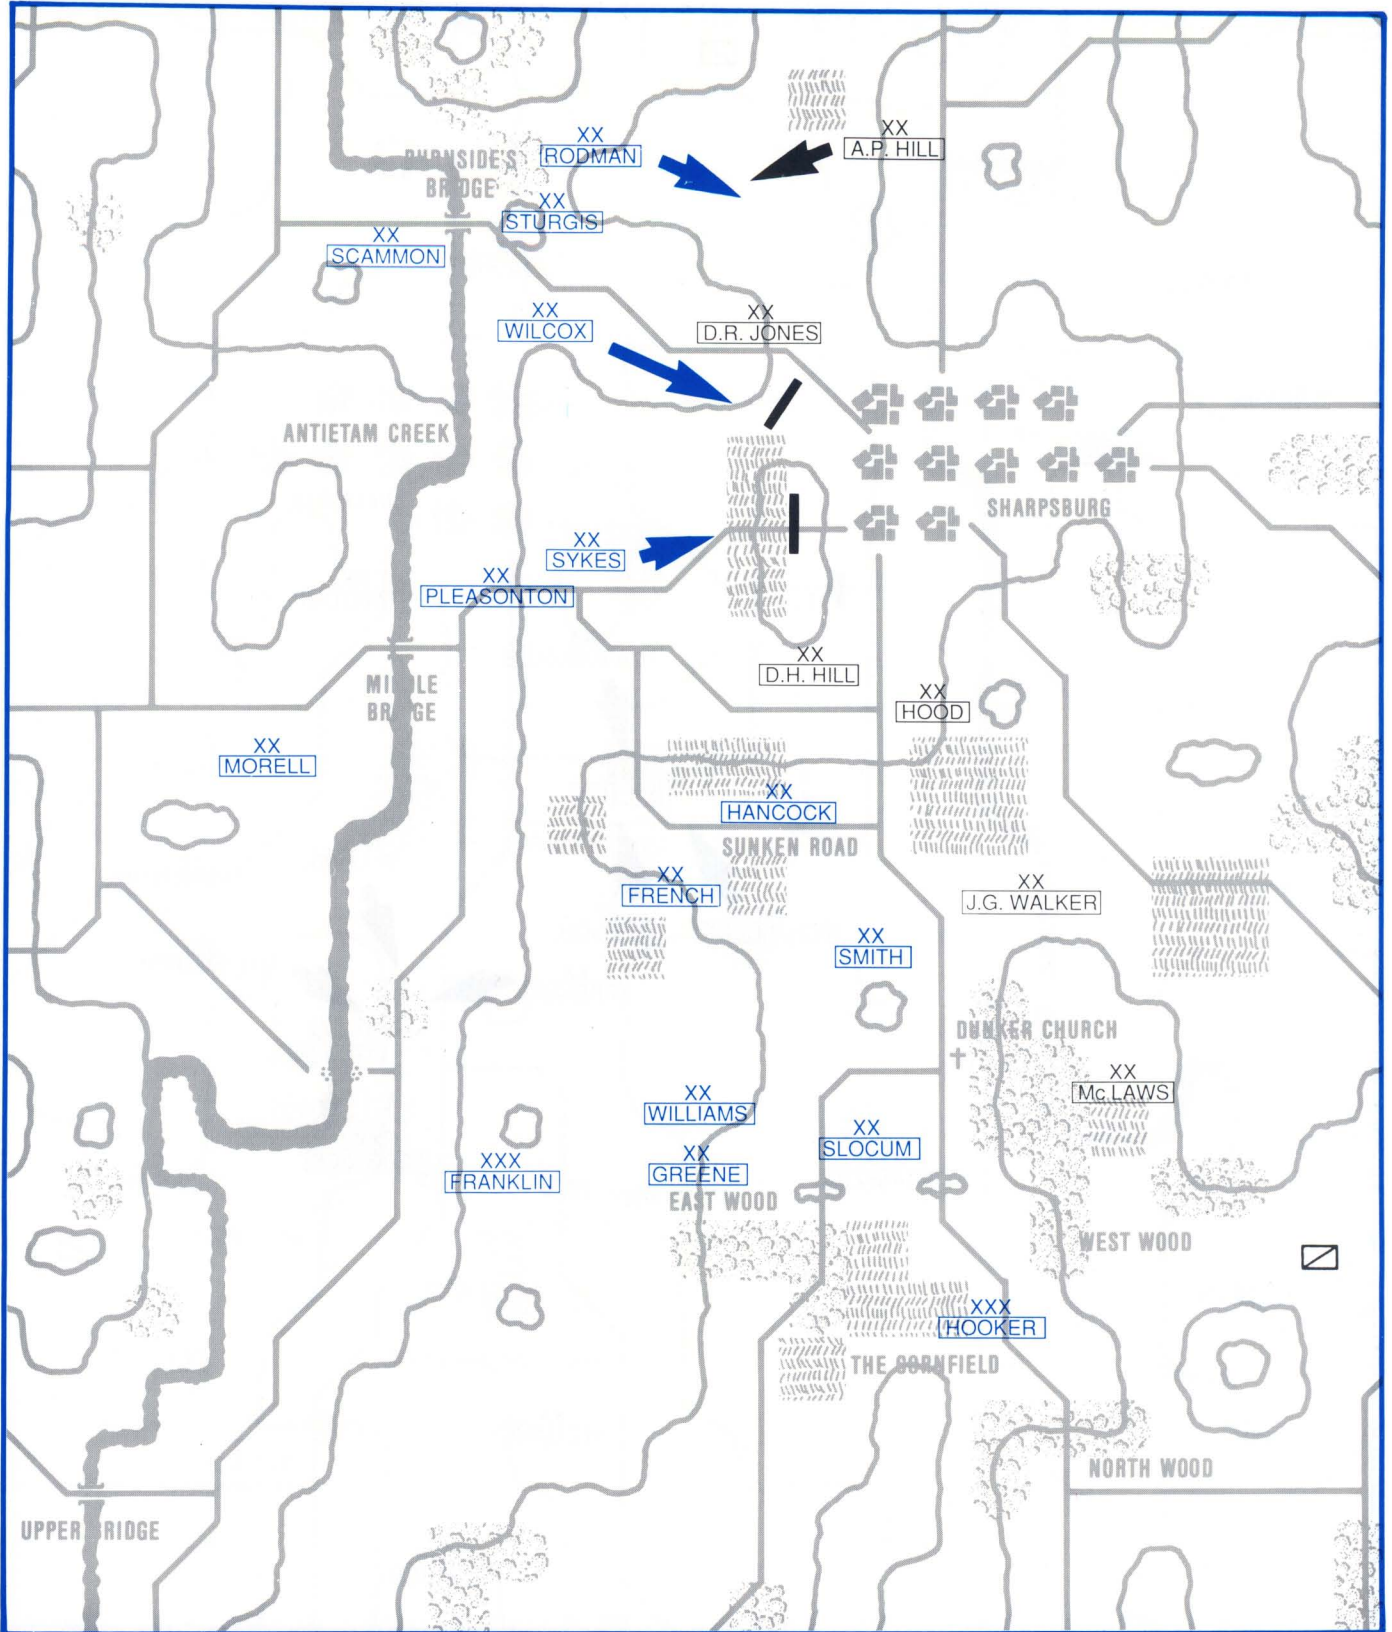 XX
RODMAN
XX
A.P. HILL
BURNSIDE'S
BRIDGE
XX
STURGIS
XX
SCAMMON
XX
WILCOX
XX
D.R. JONES
ANTIETAM CREEK
SHARPSBURG
XX
SYKES
XX
PLEASONTON
XX
D.H. HILL
MIDDLE
BRIDGE
XX
HOOD
XX
MORELL
XX
HANCOCK
SUNKEN ROAD
XX
FRENCH
XX
J.G. WALKER
XX
SMITH
DUNKER CHURCH
XX
Mc LAWS
XX
WILLIAMS
XX
SLOCUM
XX
GREENE
XXX
FRANKLIN
EAST WOOD
WEST WOOD
XXX
HOOKER
THE CORNFIELD
NORTH WOOD
UPPER BRIDGE